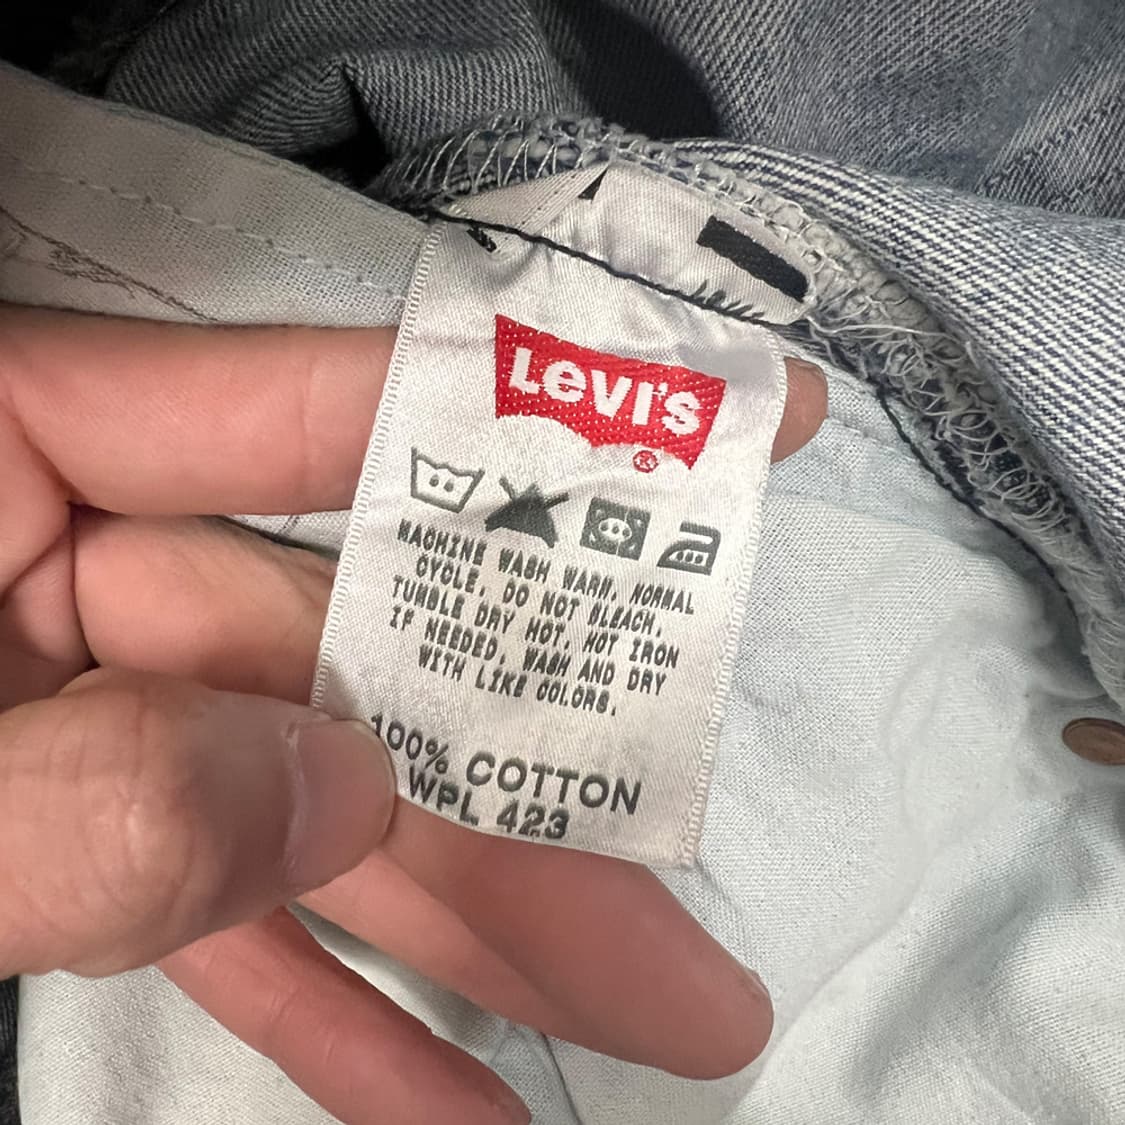 Levi's
®
MACHINE WASH WARM, NORMAL
CYCLE, DO NOT BLEACH,
TUMBLE DRY HOT, HOT IRON
IF NEEDED, WASH AND DRY
WITH LIKE COLORS.
100% COTTON
WPL 423